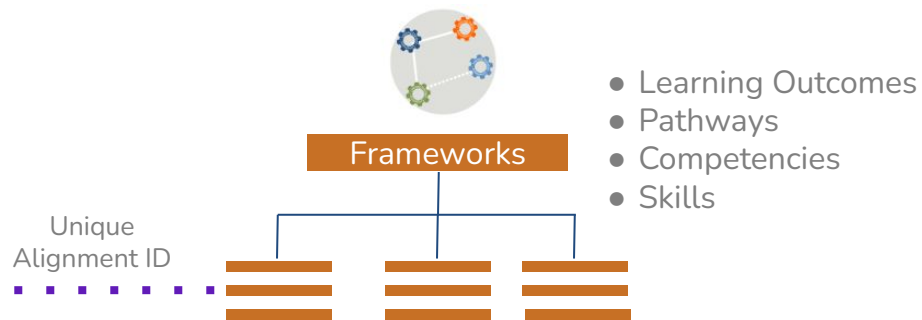 Frameworks
● Learning Outcomes
● Pathways
● Competencies
● Skills
Unique
Alignment ID